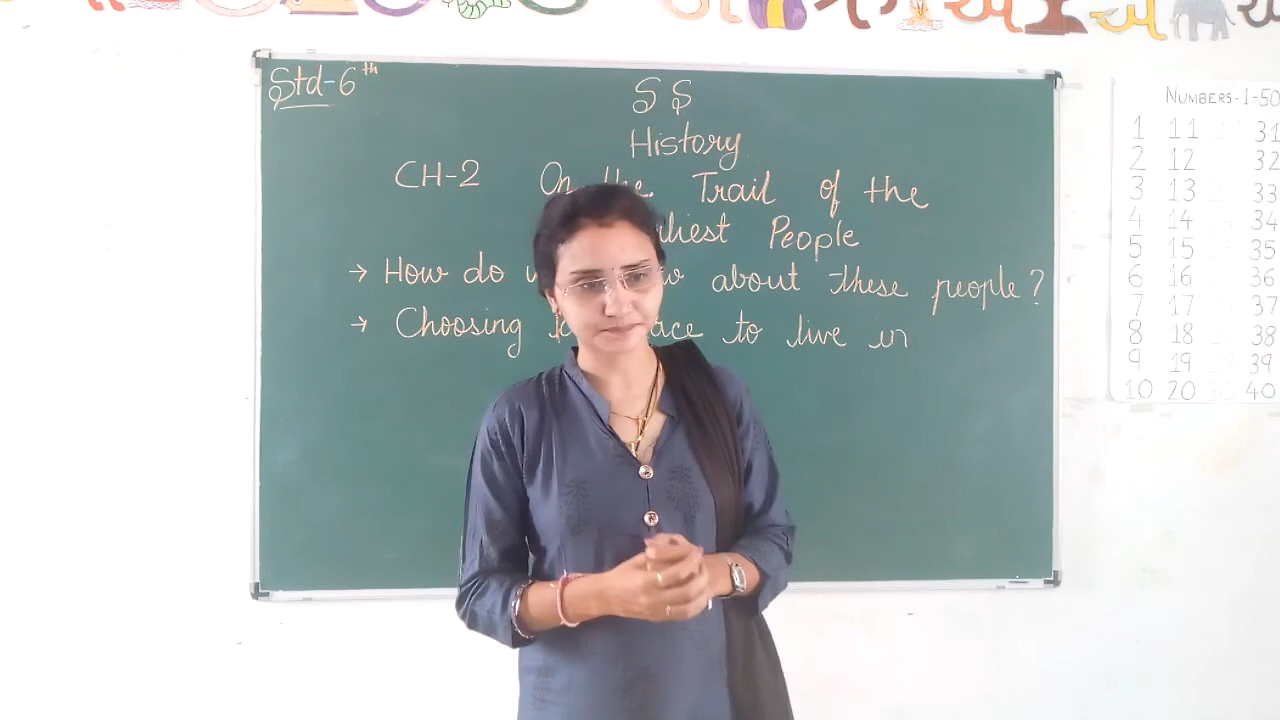 Std-6th
SS
History
CH-2 On the Trail of the
People
→ How do about these people?
→ Choosing to live in
NUMBERS-1-50
1 11 31
2 12 32
3 13 33
4 14 34
5 15 35
6 16 36
7 17 37
8 18 38
9 19 39
10 20 30 40